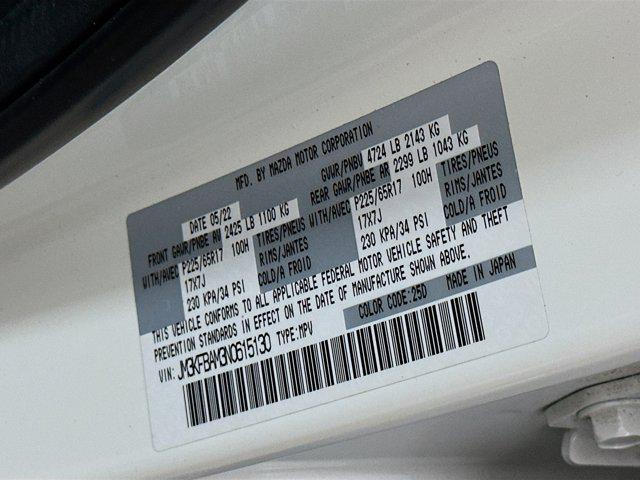 MFD. BY MAZDA MOTOR CORPORATION
DATE 05/22 GVWR/PNBV 4724 LB 2143 KG
FRONT GAWR/PNBE AV 2425 LB 1100 KG REAR GAWR/PNBE AR 2299 LB 1043 KG
WITH/AVEC P225/65R17 100H TIRES/PNEUS WITH/AVEC P225/65R17 100H TIRES/PNEUS
17X7J RIMS/JANTES 17X7J RIMS/JANTES
230 KPA/34 PSI COLD/A FROID 230 KPA/34 PSI COLD/A FROID
THIS VEHICLE CONFORMS TO ALL APPLICABLE FEDERAL MOTOR VEHICLE SAFETY AND THEFT
PREVENTION STANDARDS IN EFFECT ON THE DATE OF MANUFACTURE SHOWN ABOVE.
COLOR CODE:25D MADE IN JAPAN
VIN: JM3KFBAM3N0615130 TYPE:MPV